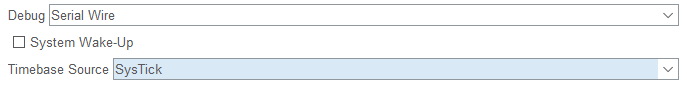 Debug Serial Wire
System Wake-Up
Timebase Source SysTick